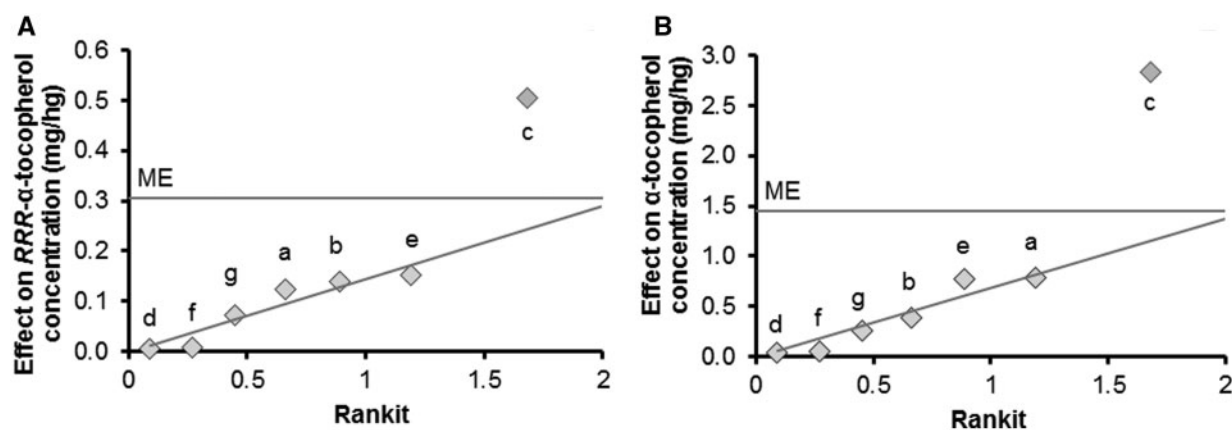 A
Effect on RRR-α-tocopherol
concentration (mg/hg)
0.6
0.5
0.4
0.3
0.2
0.1
0.0
ME
c
d
f
g
a
b
e
0
0.5
1
1.5
2
Rankit
B
Effect on α-tocopherol
concentration (mg/hg)
3.0
2.5
2.0
1.5
1.0
0.5
0.0
ME
c
d
f
g
b
e
a
0
0.5
1
1.5
2
Rankit